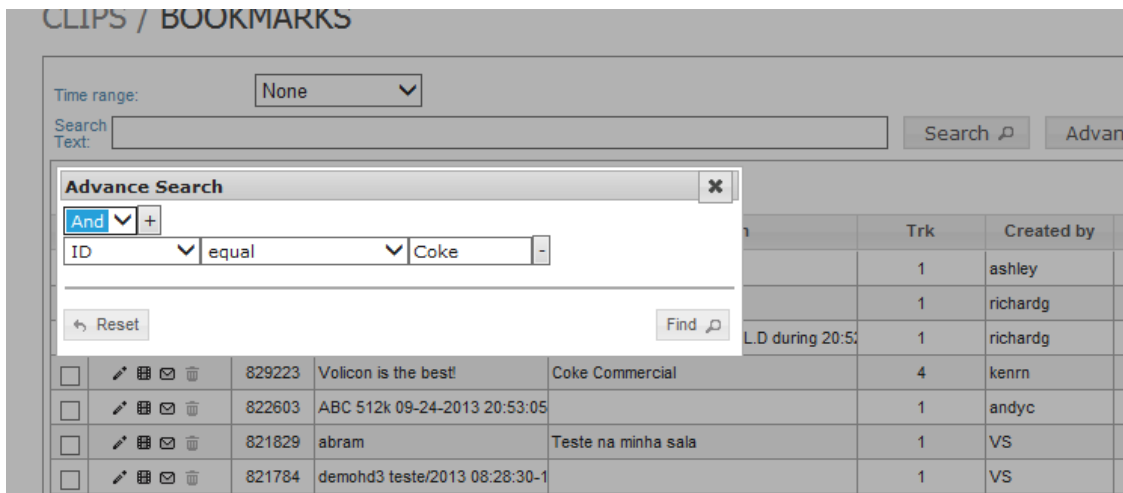 CLIPS / BOOKMARKS
Time range: None
Search Text: Search Advan
Advance Search
And +
ID equal Coke -
Reset Find
n Trk Created by
1 ashley
1 richardg
L.D during 20:52 1 richardg
829223 Volicon is the best! Coke Commercial 4 kenrn
822603 ABC 512k 09-24-2013 20:53:05 1 andyc
821829 abram Teste na minha sala 1 VS
821784 demohd3 teste/2013 08:28:30-1 1 VS